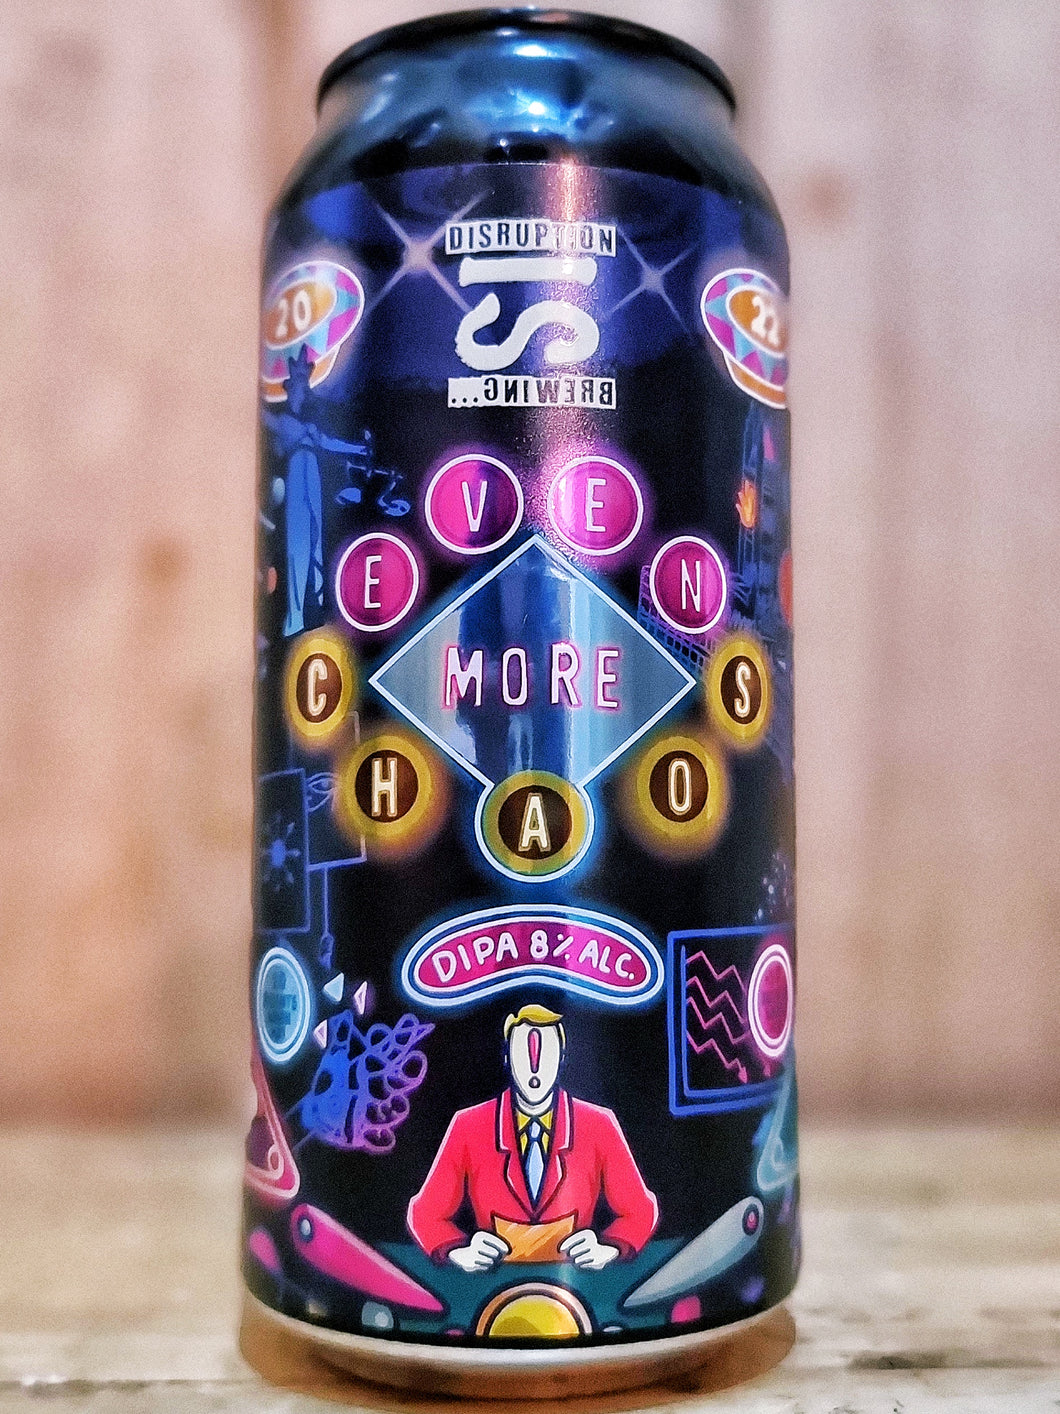 DISRUPTION
IS
BREWING...
20
22
EVEN
MORE
CHAOS
DIPA 8% ALC.
!